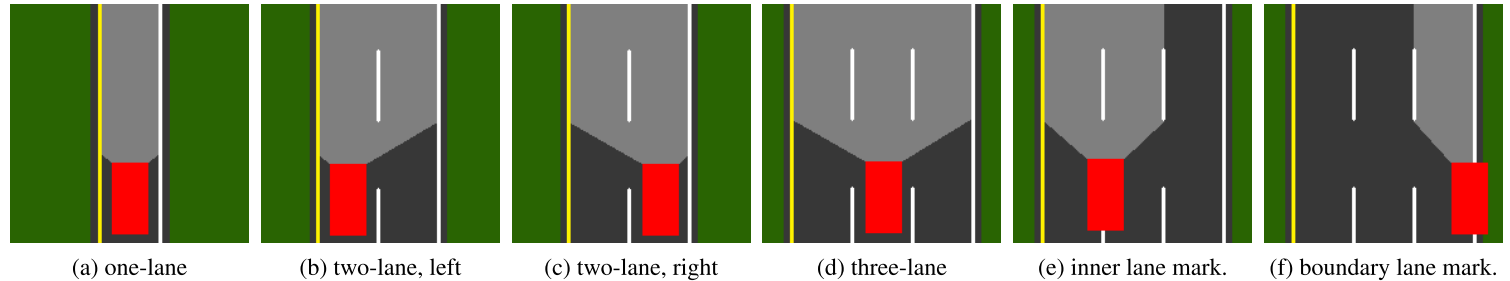 (a) one-lane
(b) two-lane, left
(c) two-lane, right
(d) three-lane
(e) inner lane mark.
(f) boundary lane mark.